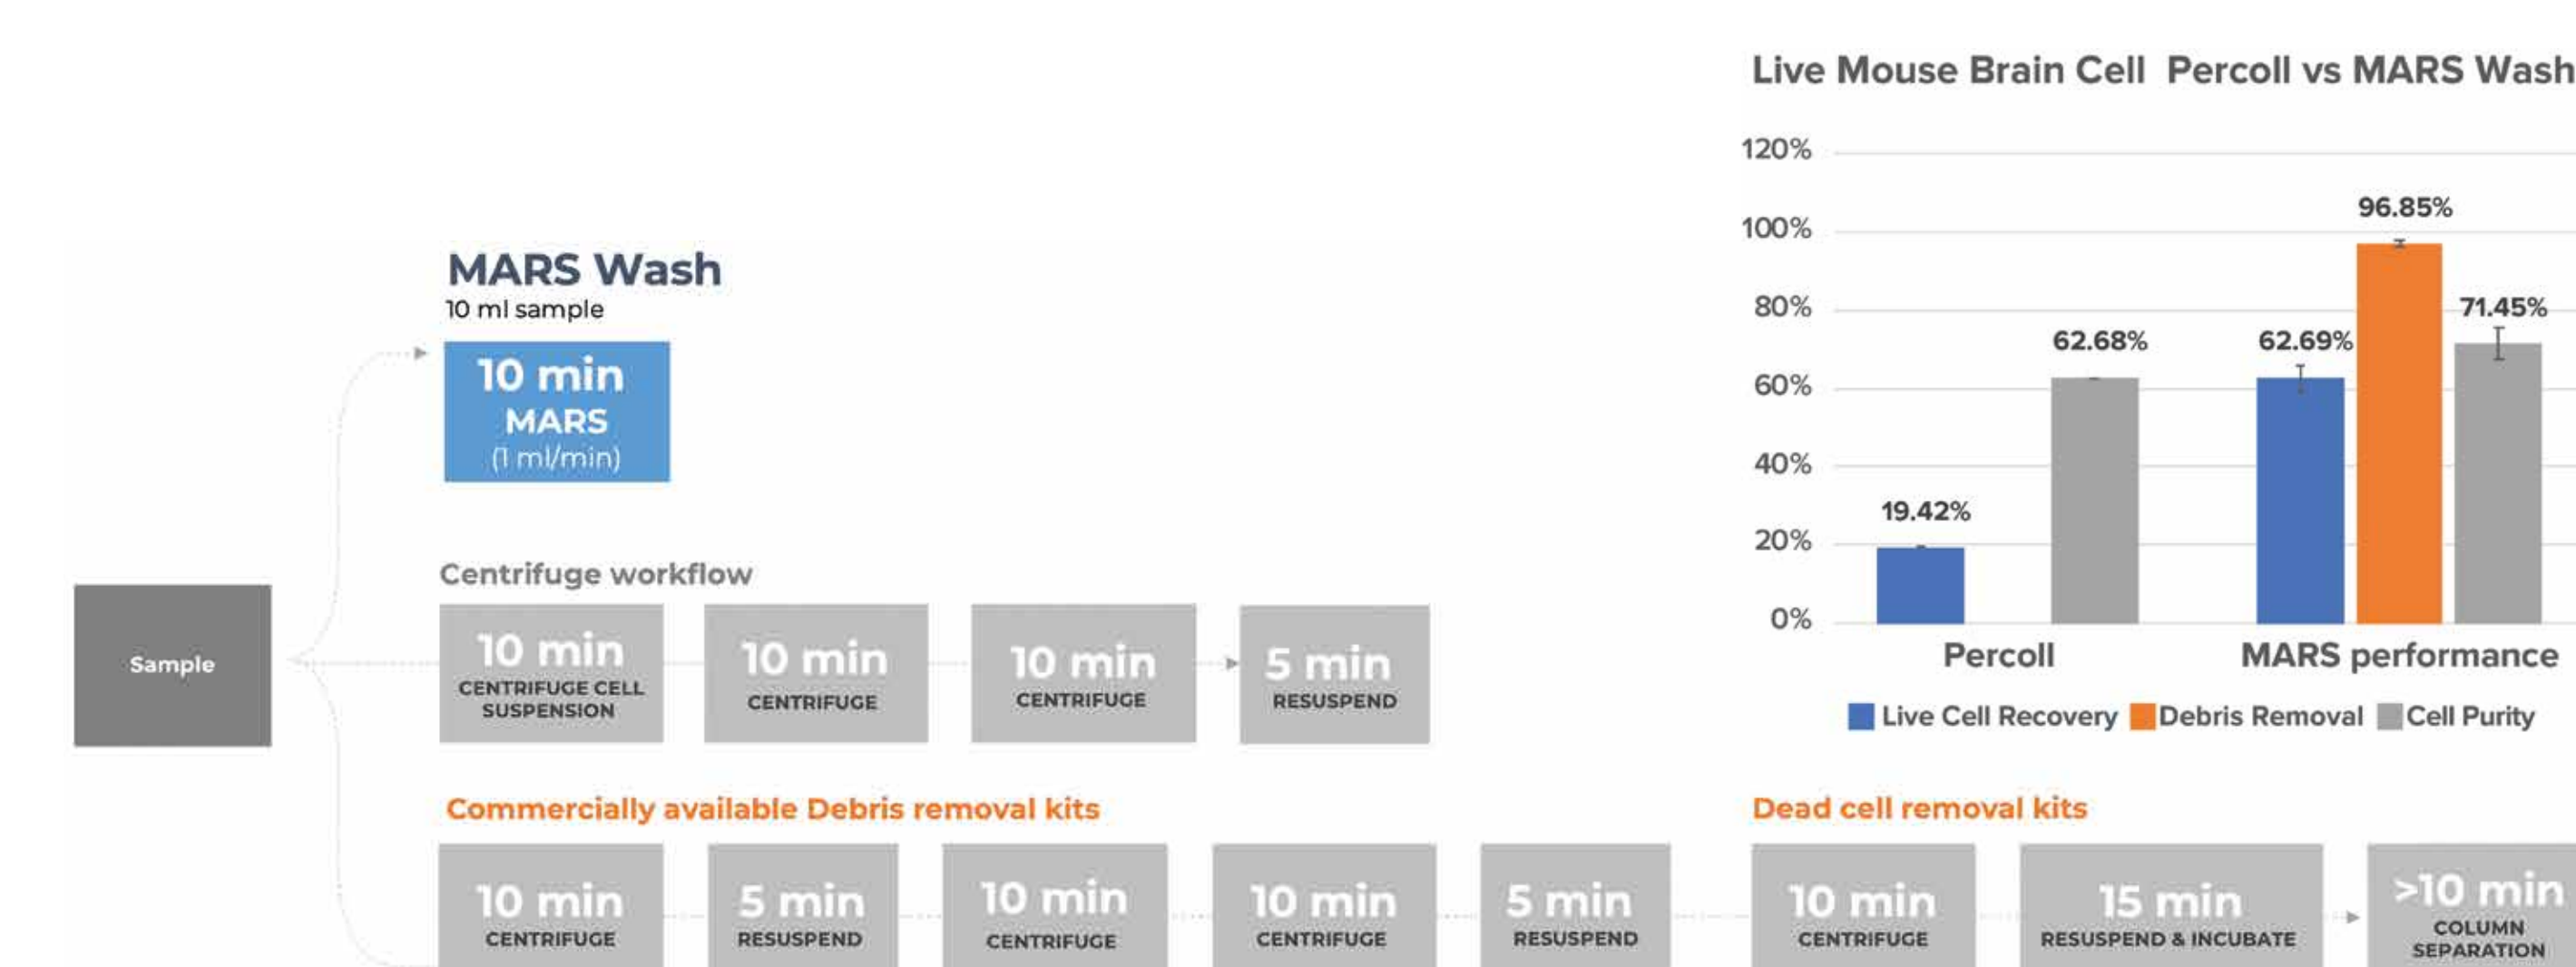 Live Mouse Brain Cell Percoll vs MARS Wash
120%
100%
80%
60%
40%
20%
0%
19.42%
62.68%
62.69%
96.85%
71.45%
Percoll
MARS performance
Live Cell Recovery
Debris Removal
Cell Purity
MARS Wash
10 ml sample
10 min
MARS
(1 ml/min)
Sample
Centrifuge workflow
10 min
CENTRIFUGE CELL
SUSPENSION
10 min
CENTRIFUGE
10 min
CENTRIFUGE
5 min
RESUSPEND
Commercially available Debris removal kits
10 min
CENTRIFUGE
5 min
RESUSPEND
10 min
CENTRIFUGE
10 min
CENTRIFUGE
5 min
RESUSPEND
Dead cell removal kits
10 min
CENTRIFUGE
15 min
RESUSPEND & INCUBATE
>10 min
COLUMN
SEPARATION